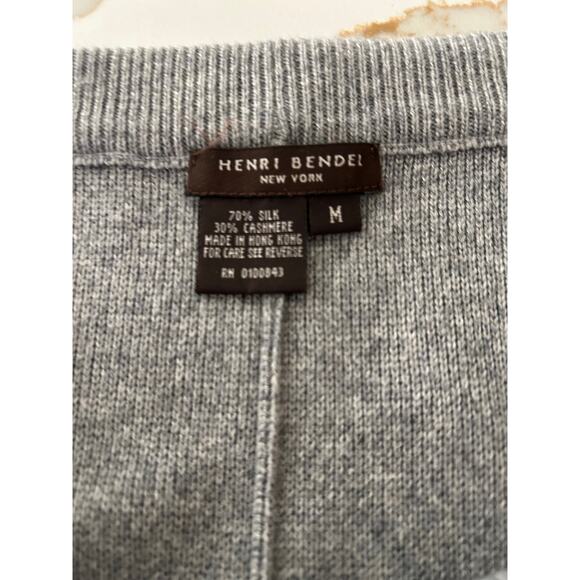 HENRI BENDEL
NEW YORK
70% SILK
30% CASHMERE
MADE IN HONG KONG
FOR CARE SEE REVERSE
RN 0100843
M